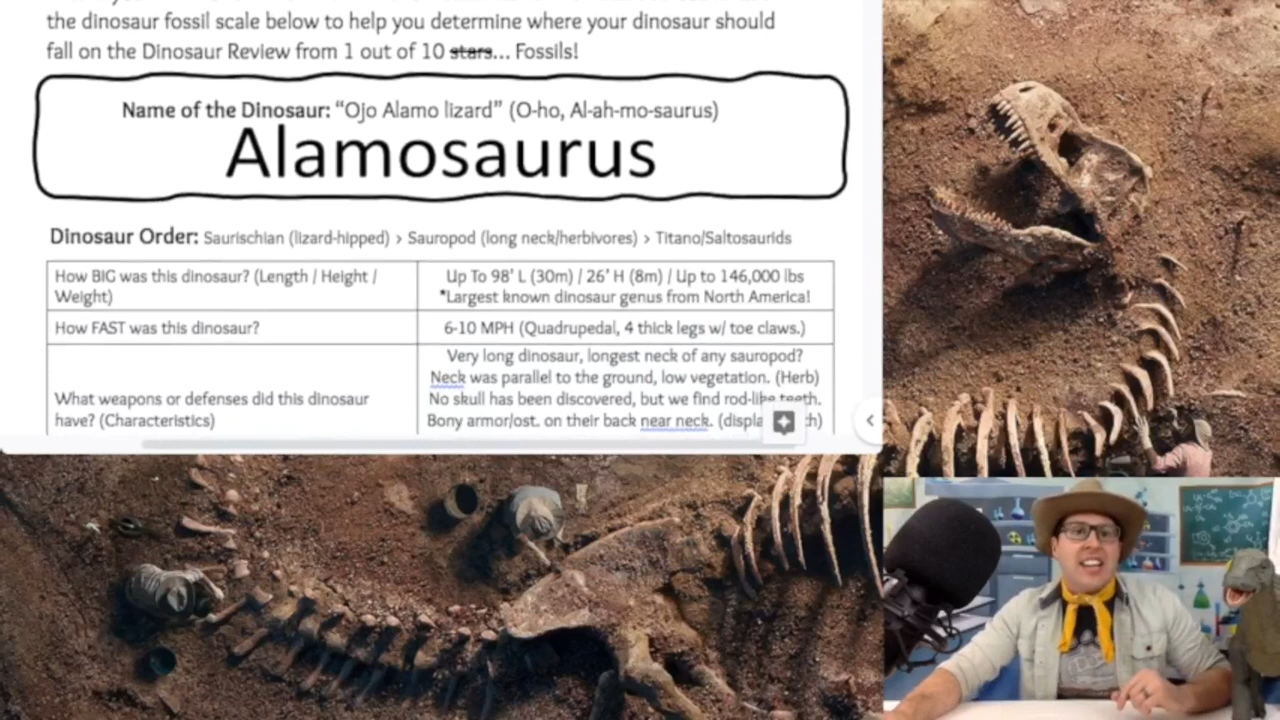 the dinosaur fossil scale below to help you determine where your dinosaur should
fall on the Dinosaur Review from 1 out of 10 stars... Fossils!
Name of the Dinosaur: “Ojo Alamo lizard” (O-ho, Al-ah-mo-saurus)
Alamosaurus
Dinosaur Order: Saurischian (lizard-hipped) > Sauropod (long neck/herbivores) > Titano/Saltosaurids
How BIG was this dinosaur? (Length / Height /
Weight)
Up To 98' L (30m) / 26' H (8m) / Up to 146,000 lbs
*Largest known dinosaur genus from North America!
How FAST was this dinosaur?
6-10 MPH (Quadrupedal, 4 thick legs w/ toe claws.)
What weapons or defenses did this dinosaur
have? (Characteristics)
Very long dinosaur, longest neck of any sauropod?
Neck was parallel to the ground, low vegetation. (Herb)
No skull has been discovered, but we find rod-like teeth.
Bony armor/ost. on their back near neck.